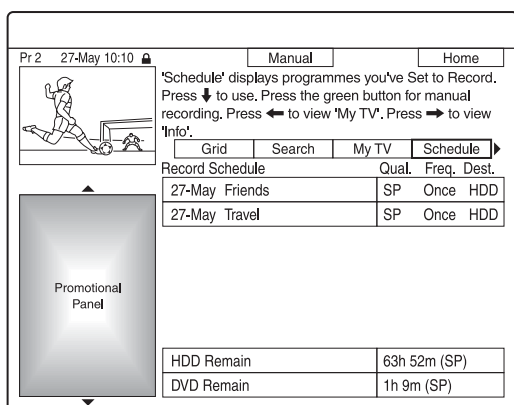 Pr 2 27-May 10:10 Manual Home
'Schedule' displays programmes you've Set to Record.
Press ⬇ to use. Press the green button for manual
recording. Press ⬅ to view 'My TV'. Press ➡ to view
'Info'.
Grid Search My TV Schedule
Record Schedule Qual. Freq. Dest.
27-May Friends SP Once HDD
27-May Travel SP Once HDD
Promotional
Panel
HDD Remain 63h 52m (SP)
DVD Remain 1h 9m (SP)